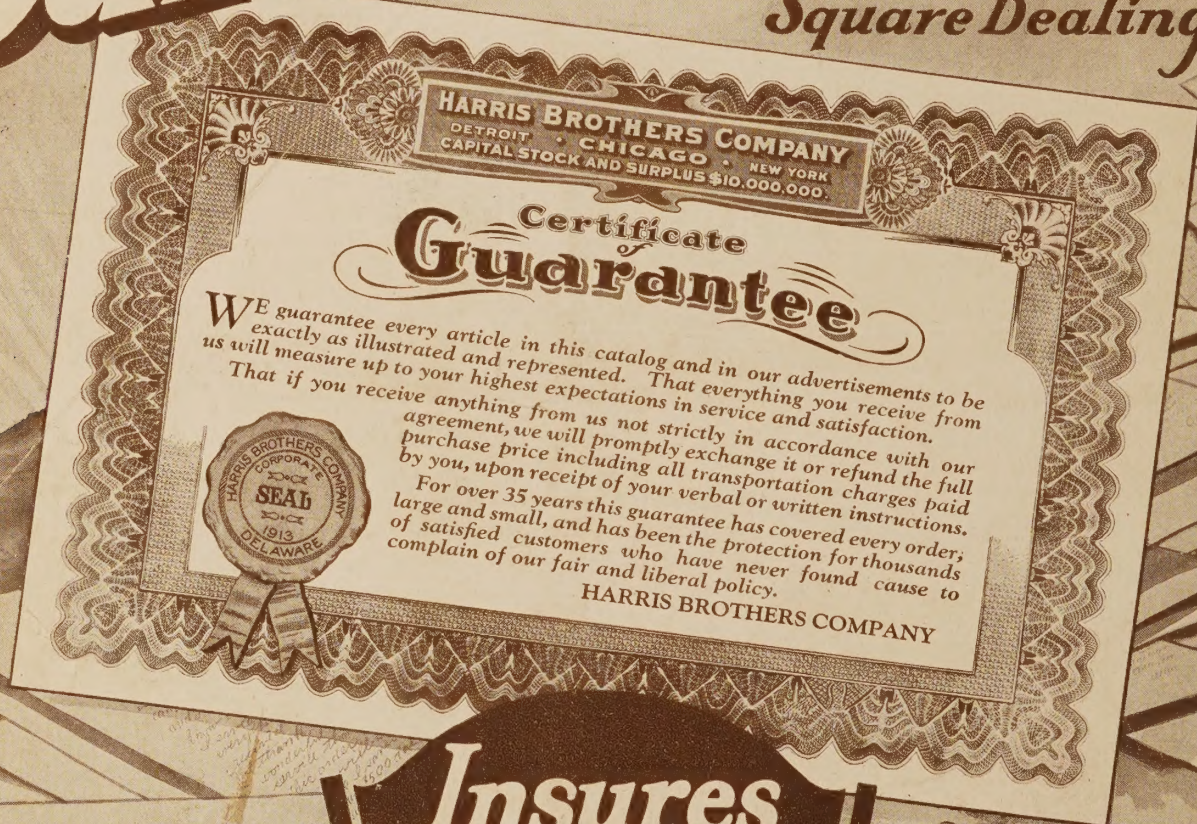 Square Dealing
HARRIS BROTHERS COMPANY
DETROIT · CHICAGO · NEW YORK
CAPITAL STOCK AND SURPLUS $10,000,000.
Certificate
of
Guarantee
WE guarantee every article in this catalog and in our advertisements to be
exactly as illustrated and represented. That everything you receive from
us will measure up to your highest expectations in service and satisfaction.
That if you receive anything from us not strictly in accordance with our
agreement, we will promptly exchange it or refund the full
purchase price including all transportation charges paid
by you, upon receipt of your verbal or written instructions.
For over 35 years this guarantee has covered every order,
large and small, and has been the protection for thousands
of satisfied customers who have never found cause to
complain of our fair and liberal policy.
HARRIS BROTHERS COMPANY
HARRIS BROTHERS COMPANY
CORPORATE
SEAL
1913
DELAWARE
Insures